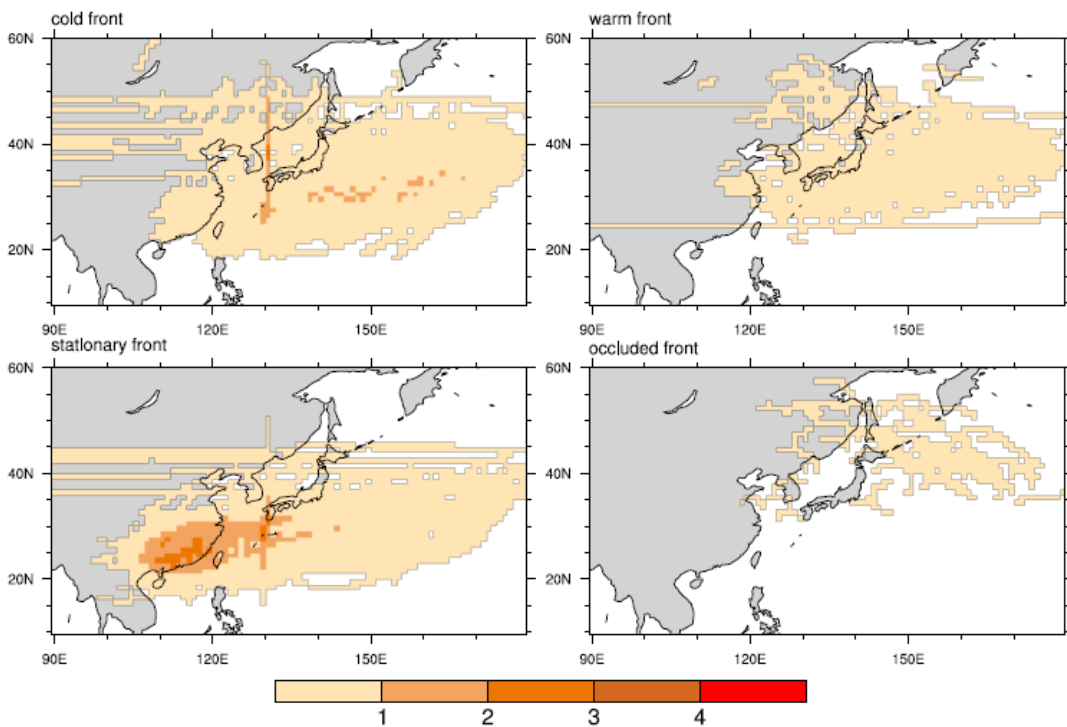 cold front
60N
40N
20N
90E 120E 150E
warm front
60N
40N
20N
90E 120E 150E
stationary front
60N
40N
20N
90E 120E 150E
occluded front
60N
40N
20N
90E 120E 150E
1 2 3 4